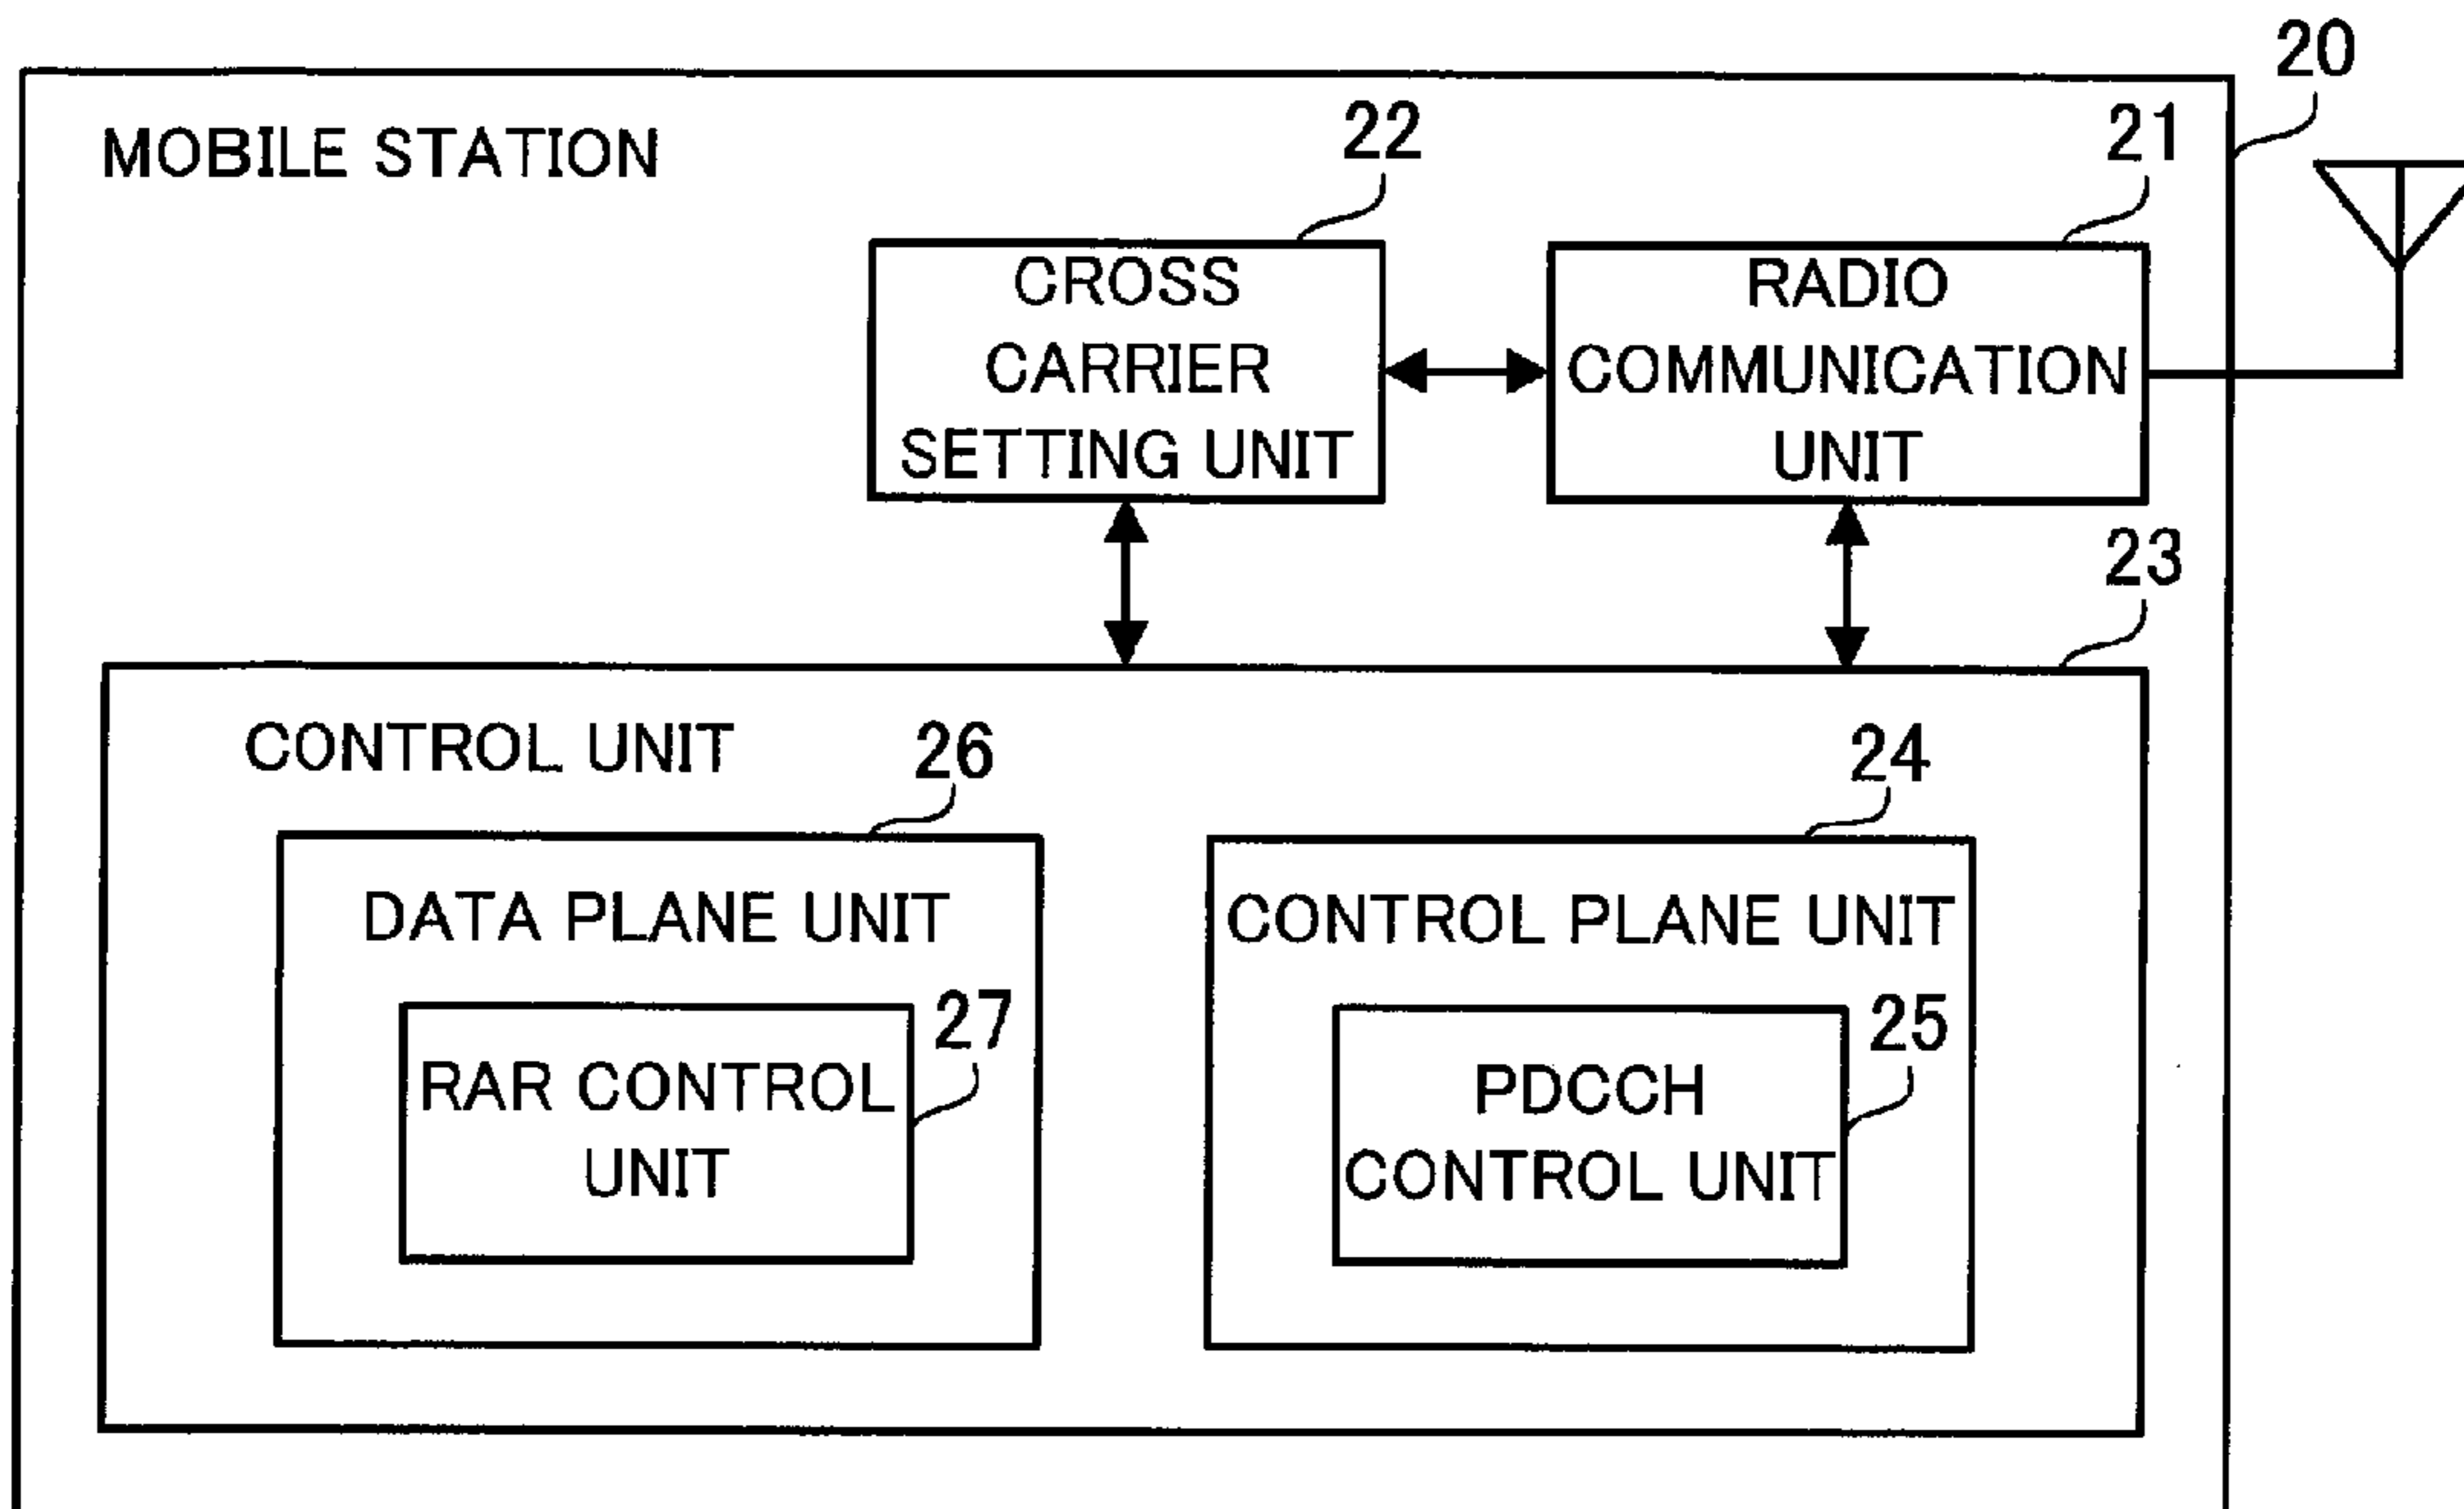 20
MOBILE STATION
22
21
CROSS
CARRIER
SETTING UNIT
RADIO
COMMUNICATION
UNIT
23
CONTROL UNIT
26
24
DATA PLANE UNIT
CONTROL PLANE UNIT
27
25
RAR CONTROL
UNIT
PDCCH
CONTROL UNIT